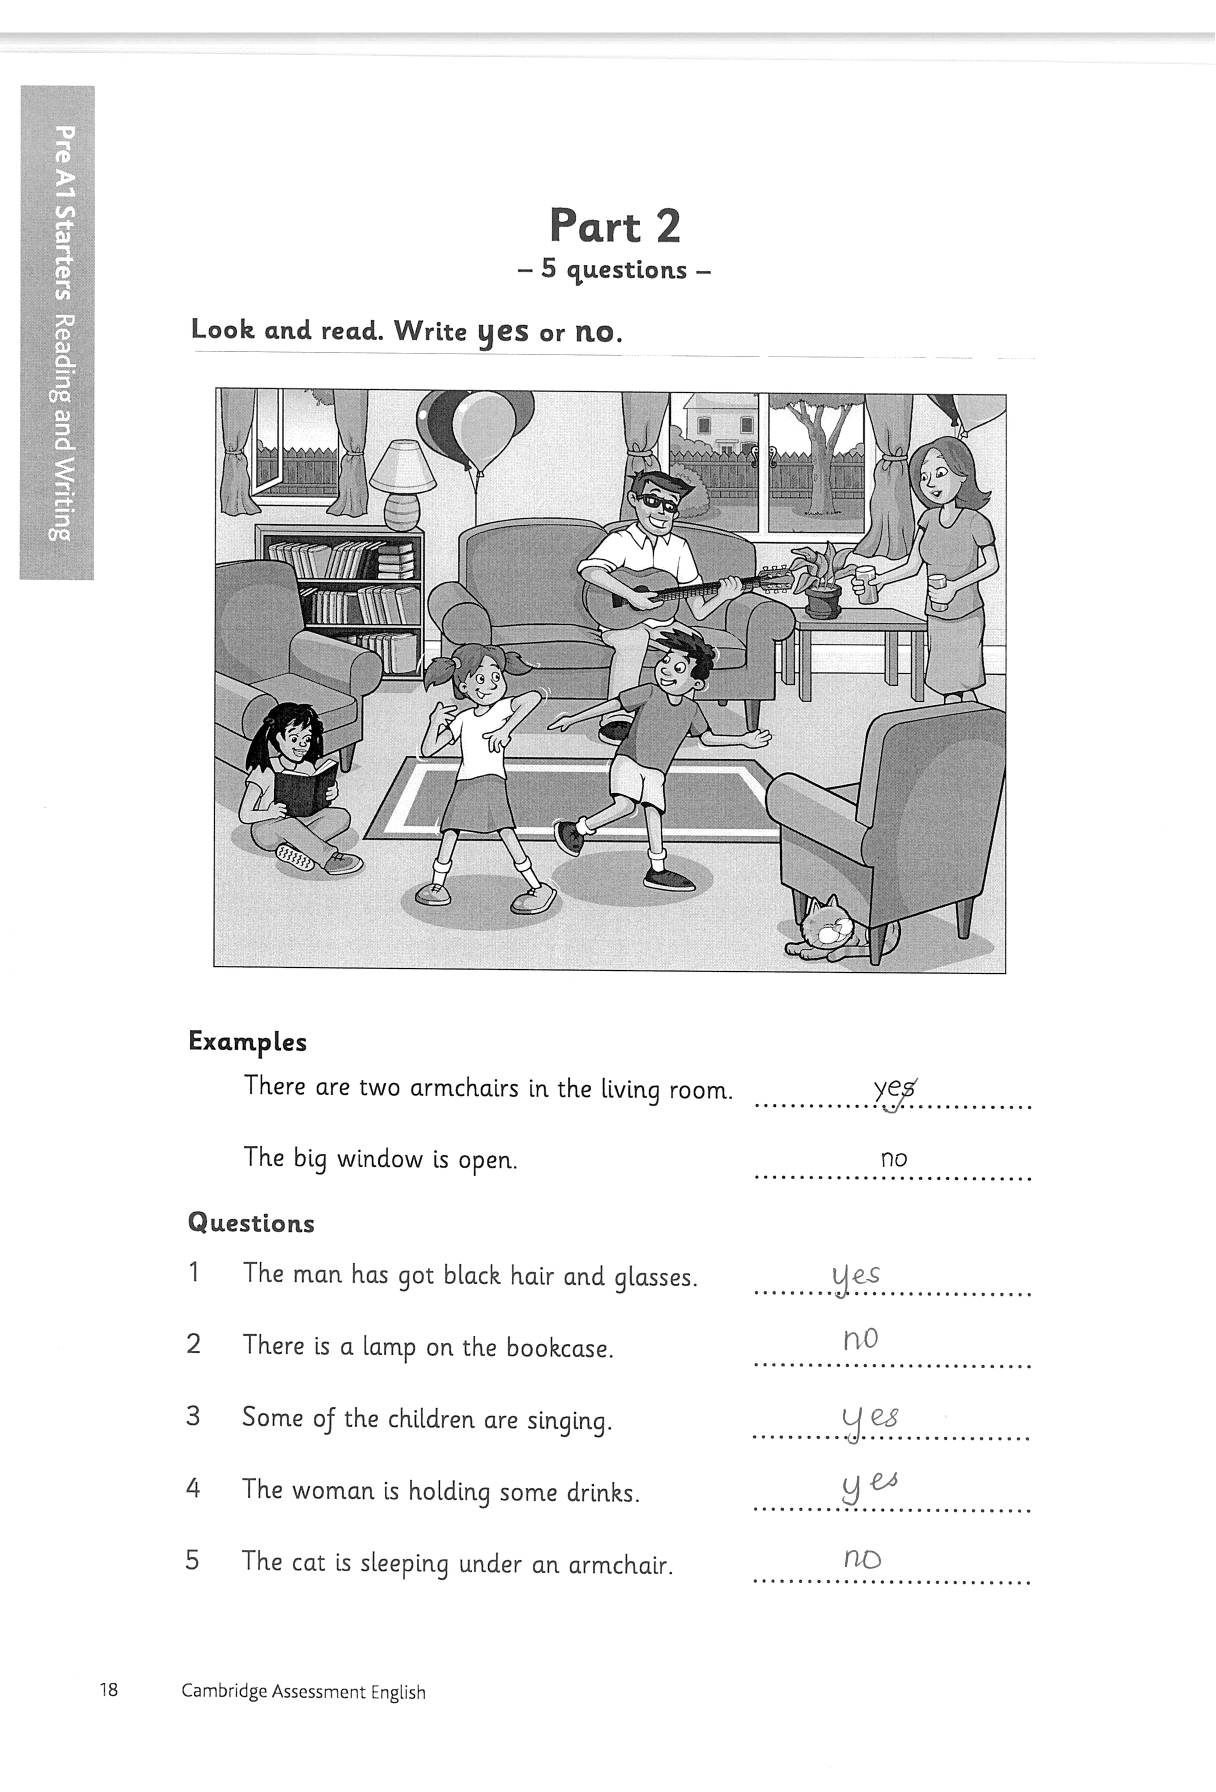 Pre A1 Starters Reading and Writing
Part 2
– 5 questions –
Look and read. Write yes or no.
Examples
There are two armchairs in the living room. yes
The big window is open. no
Questions
1 The man has got black hair and glasses. yes
2 There is a lamp on the bookcase. no
3 Some of the children are singing. yes
4 The woman is holding some drinks. yes
5 The cat is sleeping under an armchair. no
18 Cambridge Assessment English